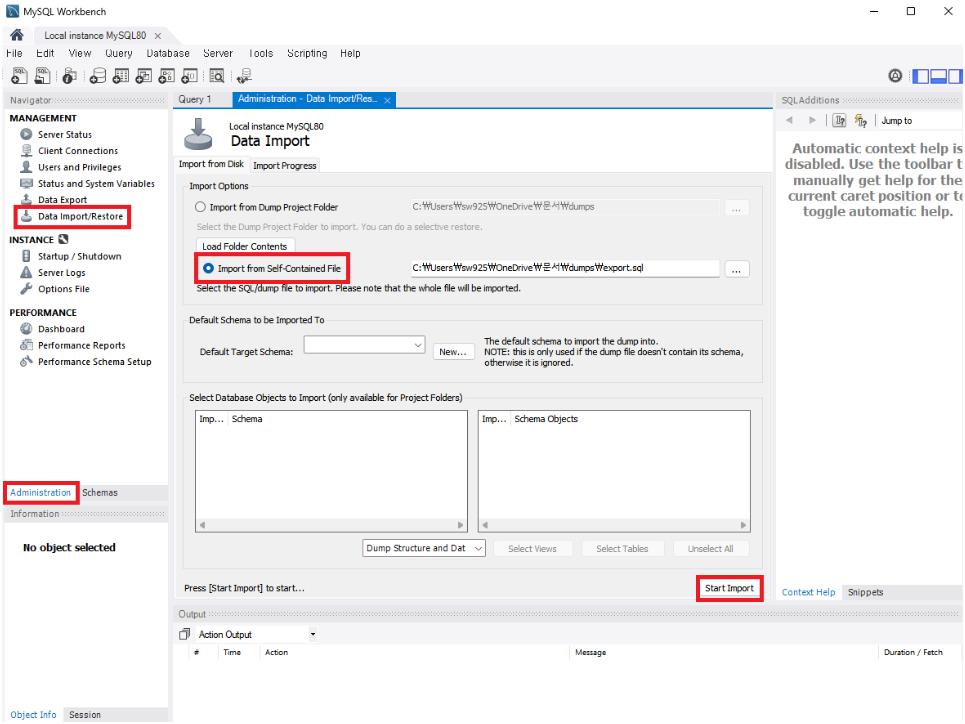 MySQL Workbench
Local instance MySQL80
File Edit View Query Database Server Tools Scripting Help
Navigator
MANAGEMENT
Server Status
Client Connections
Users and Privileges
Status and System Variables
Data Export
Data Import/Restore
INSTANCE
Startup / Shutdown
Server Logs
Options File
PERFORMANCE
Dashboard
Performance Reports
Performance Schema Setup
Administration Schemas
Information
No object selected
Object Info Session
Query 1 Administration - Data Import/Res...
Local instance MySQL80
Data Import
Import from Disk Import Progress
Import Options
Import from Dump Project Folder C:₩Users₩sw925₩OneDrive₩문서₩dumps ...
Select the Dump Project Folder to import. You can do a selective restore.
Load Folder Contents
Import from Self-Contained File C:₩Users₩sw925₩OneDrive₩문서₩dumps₩export.sql ...
Select the SQL/dump file to import. Please note that the whole file will be imported.
Default Schema to be Imported To
Default Target Schema: New...
The default schema to import the dump into.
NOTE: this is only used if the dump file doesn't contain its schema,
otherwise it is ignored.
Select Database Objects to Import (only available for Project Folders)
Imp... Schema
Imp... Schema Objects
Dump Structure and Dat Select Views Select Tables Unselect All
Press [Start Import] to start...
Start Import
SQLAdditions
Jump to
Automatic context help is
disabled. Use the toolbar t
manually get help for the
current caret position or to
toggle automatic help.
Context Help Snippets
Output
Action Output
# Time Action Message Duration / Fetch